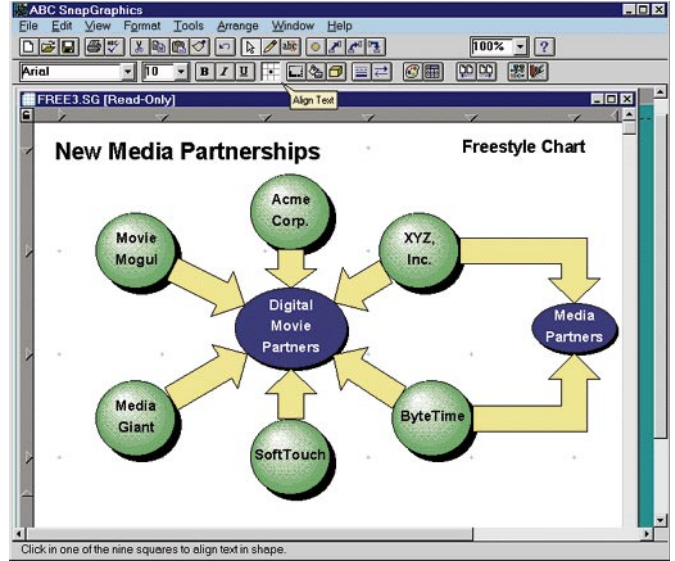 ABC SnapGraphics
File Edit View Format Tools Arrange Window Help
abc 100% ?
Arial 10 B I U
Align Text
FREE3.SG [Read-Only]
New Media Partnerships
Freestyle Chart
Acme
Corp.
Movie
Mogul
XYZ,
Inc.
Digital
Movie
Partners
Media
Partners
Media
Giant
ByteTime
SoftTouch
Click in one of the nine squares to align text in shape.